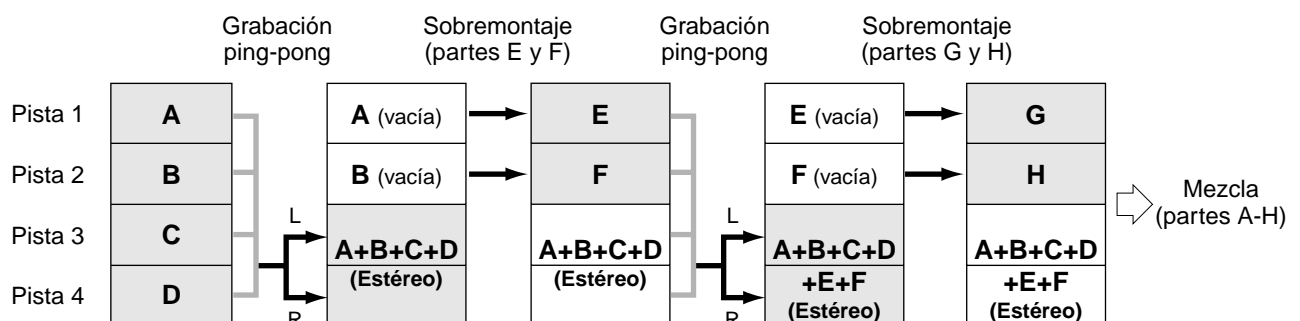 Grabación
ping-pong
Sobremontaje
(partes E y F)
Grabación
ping-pong
Sobremontaje
(partes G y H)
Pista 1
A
A (vacía)
E
E (vacía)
G
Pista 2
B
B (vacía)
F
F (vacía)
H
Mezcla
(partes A-H)
Pista 3
C
L
A+B+C+D
(Estéreo)
A+B+C+D
(Estéreo)
L
A+B+C+D
+E+F
(Estéreo)
A+B+C+D
+E+F
(Estéreo)
Pista 4
D
R
R